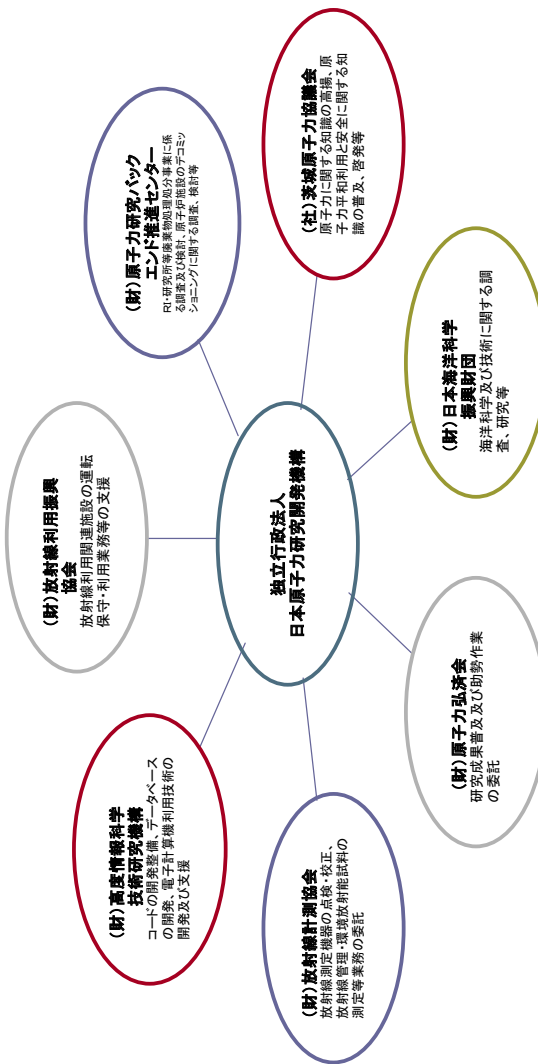 (財)放射線利用振興
協会
放射線利用関連施設の運転
保守・利用業務等の支援
(財)原子力研究バック
エンド推進センター
RI・研究所等廃棄物処理処分事業に係
る調査及び検討、原子炉施設のデコミッ
ショニングに関する調査、検討等
(社)茨城原子力協議会
原子力に関する知識の高揚、原
子力平和利用と安全に関する知
識の普及、啓発等
(財)日本海洋科学
振興財団
海洋科学及び技術に関する調
査、研究等
(財)原子力弘済会
研究成果普及及び助勢作業
の委託
(財)放射線計測協会
放射線測定機器の点検・校正、
放射線管理・環境放射能試料の
測定等業務の委託
(財)高度情報科学
技術研究機構
コードの開発整備、データベース
の開発、電子計算機利用技術の
開発及び支援
独立行政法人
日本原子力研究開発機構